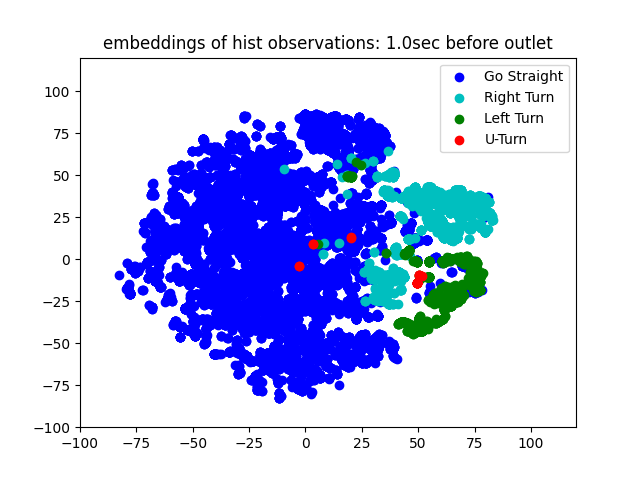 embeddings of hist observations: 1.0sec before outlet
Go Straight
Right Turn
Left Turn
U-Turn
100
75
50
25
0
−25
−50
−75
−100
−100 −75 −50 −25 0 25 50 75 100